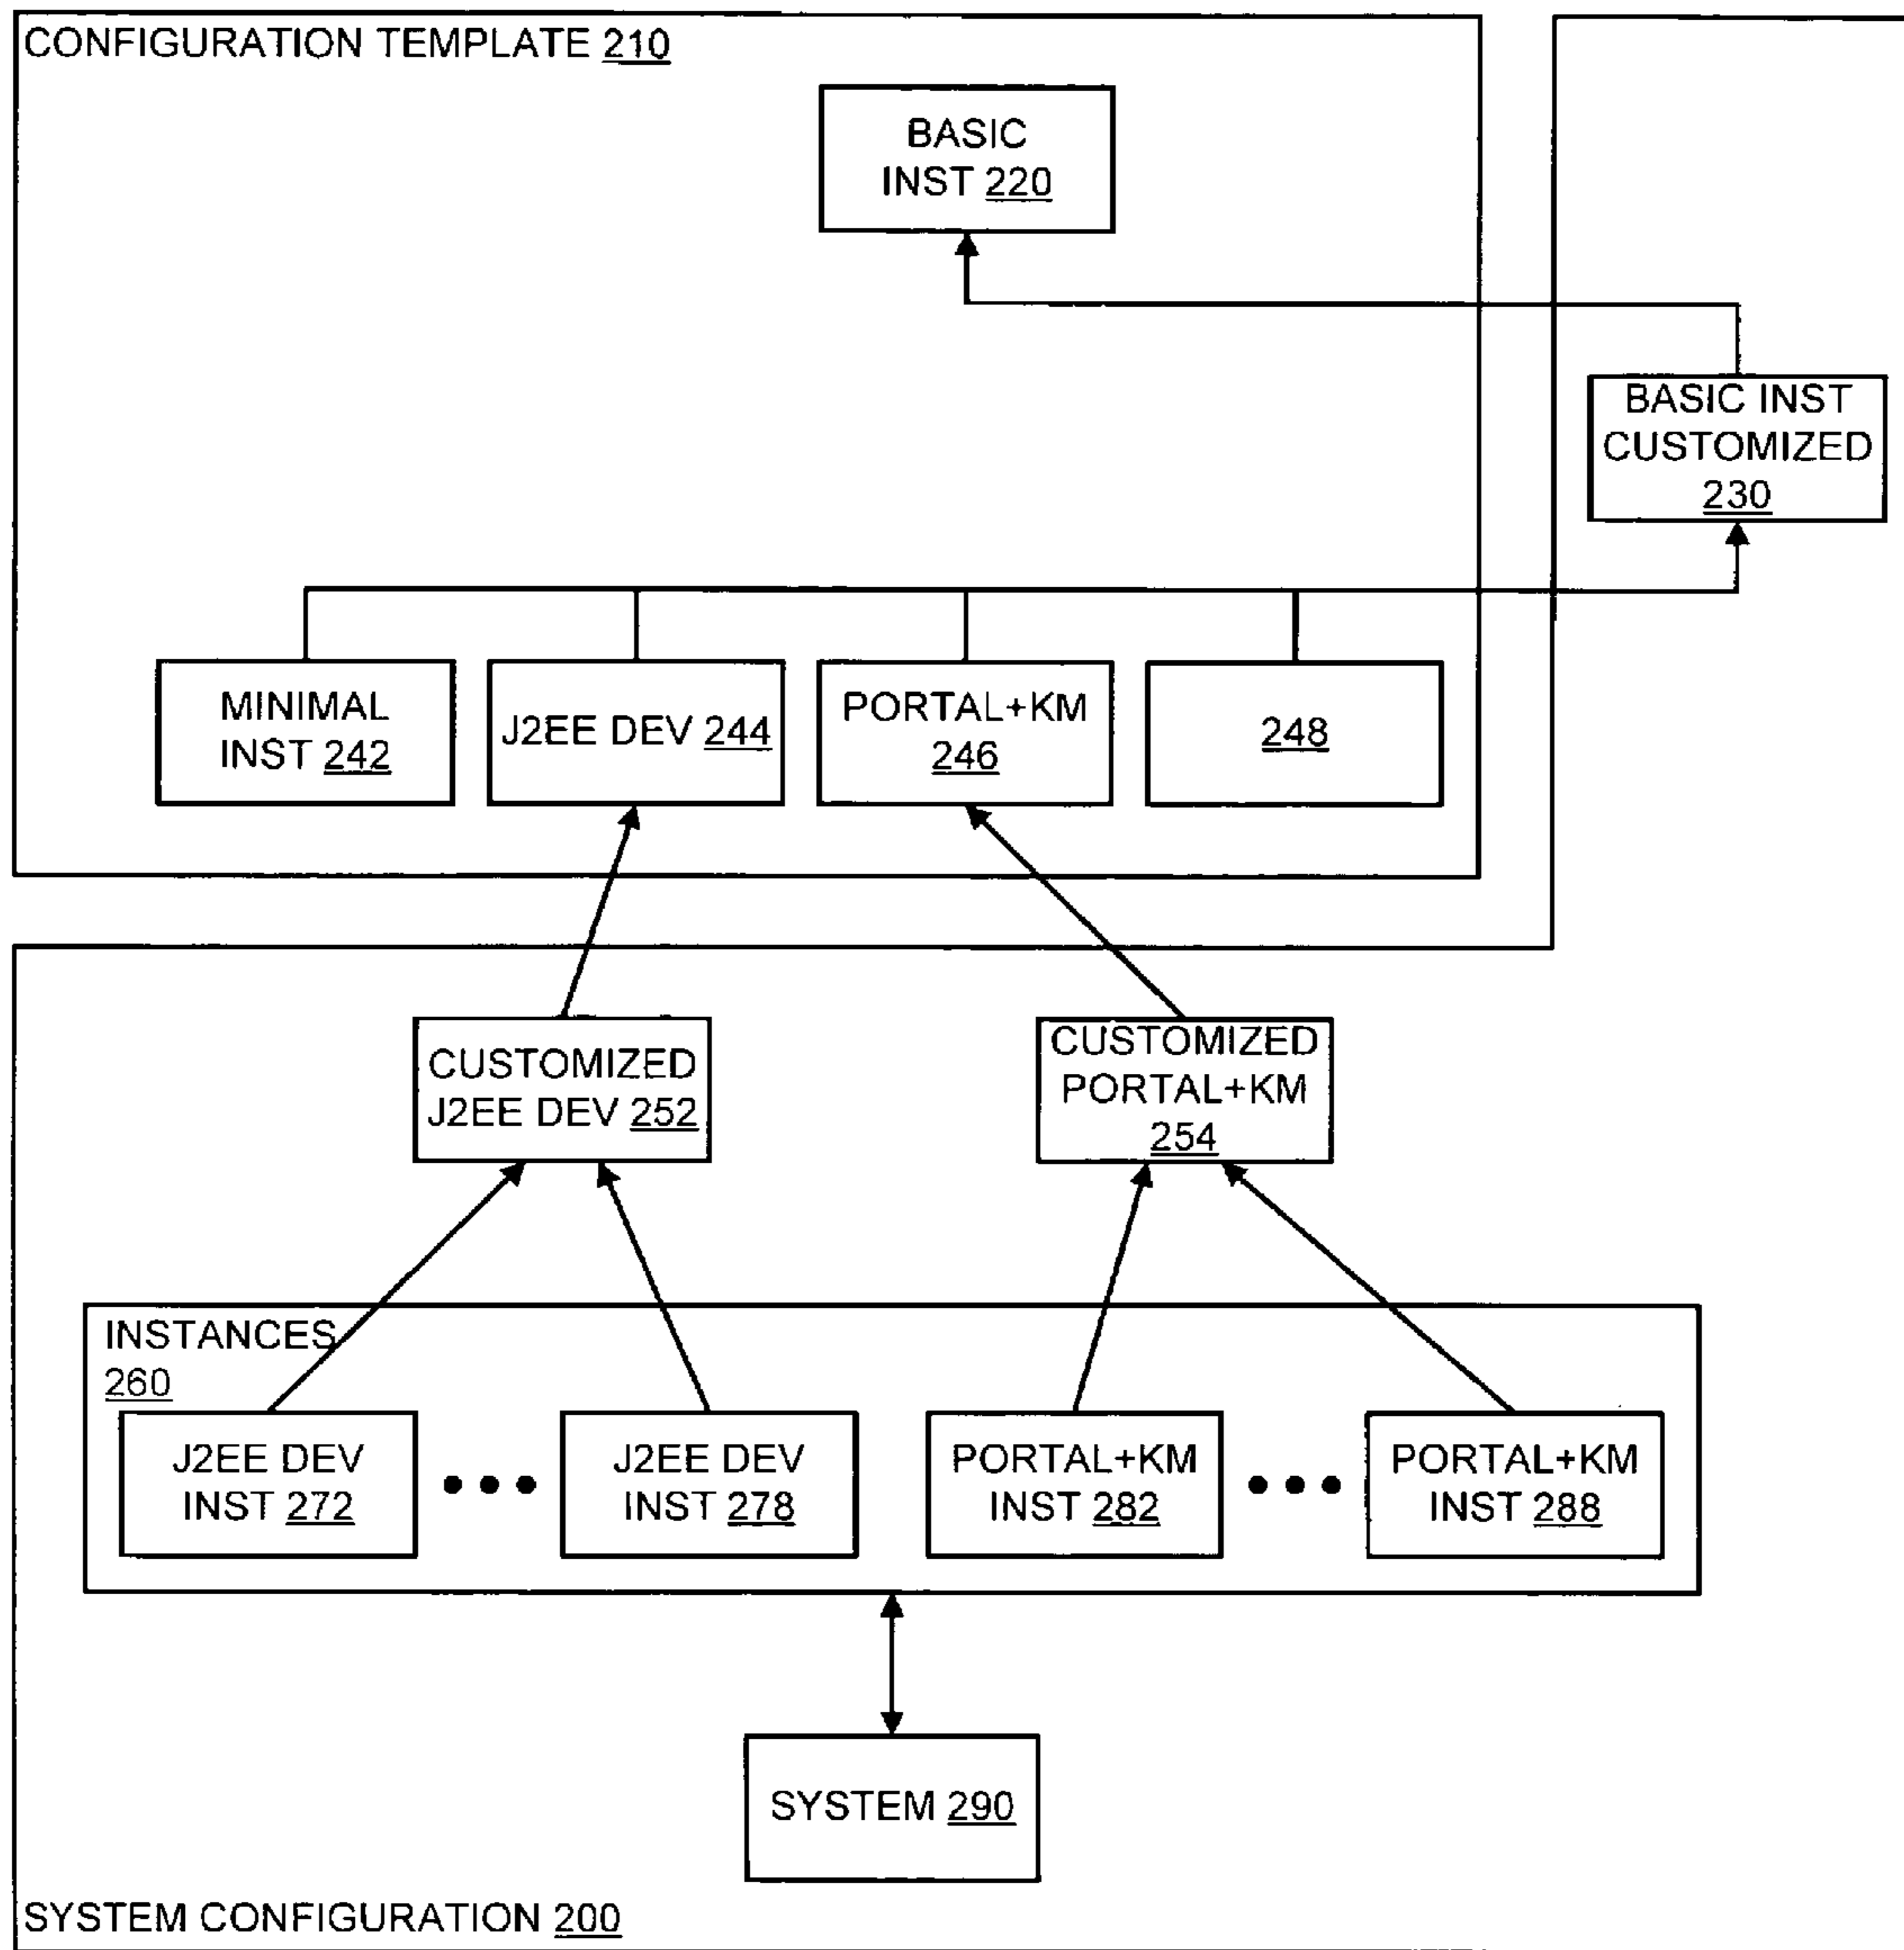 CONFIGURATION TEMPLATE 210
BASIC
INST 220
BASIC INST
CUSTOMIZED
230
MINIMAL
INST 242
J2EE DEV 244
PORTAL+KM
246
248
CUSTOMIZED
J2EE DEV 252
CUSTOMIZED
PORTAL+KM
254
INSTANCES
260
J2EE DEV
INST 272
J2EE DEV
INST 278
PORTAL+KM
INST 282
PORTAL+KM
INST 288
SYSTEM 290
SYSTEM CONFIGURATION 200